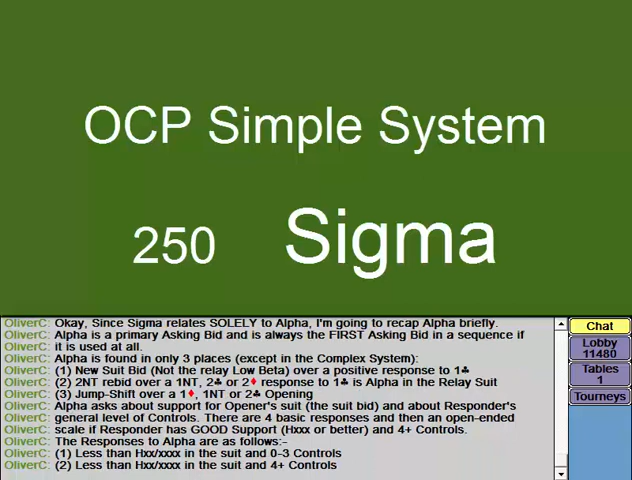 OCP Simple System
250 Sigma
OliverC: Okay, Since Sigma relates SOLELY to Alpha, I'm going to recap Alpha briefly.
OliverC: Alpha is a primary Asking Bid and is always the FIRST Asking Bid in a sequence if
OliverC: it is used at all.
OliverC: Alpha is found in only 3 places (except in the Complex System):
OliverC: (1) New Suit Bid (Not the relay Low Beta) over a positive response to 1♣
OliverC: (2) 2NT rebid over a 1NT, 2♣ or 2♦ response to 1♣ is Alpha in the Relay Suit
OliverC: (3) Jump-Shift over a 1♦, 1NT or 2♣ Opening
OliverC: Alpha asks about support for Opener's suit (the suit bid) and about Responder's
OliverC: general level of Controls. There are 4 basic responses and then an open-ended
OliverC: scale if Responder has GOOD Support (Hxxx or better) and 4+ Controls.
OliverC: The Responses to Alpha are as follows:-
OliverC: (1) Less than Hxx/xxxx in the suit and 0-3 Controls
OliverC: (2) Less than Hxx/xxxx in the suit and 4+ Controls
Chat
Lobby
11480
Tables
1
Tourneys